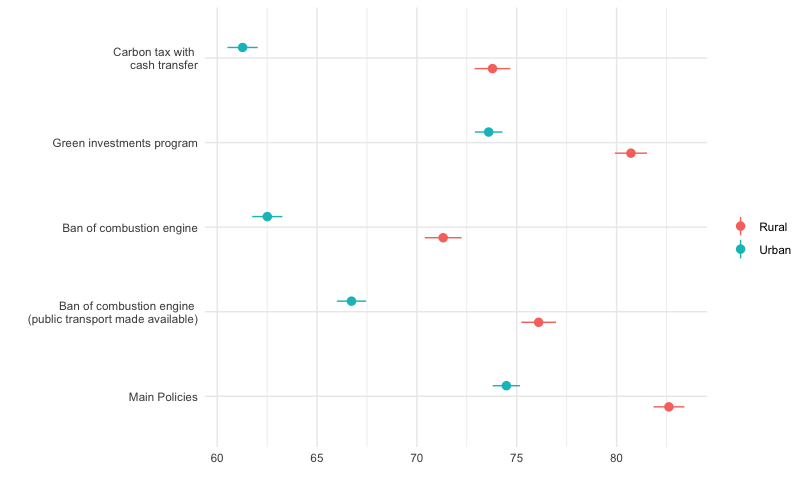 Carbon tax with
cash transfer
Green investments program
Ban of combustion engine
Ban of combustion engine
(public transport made available)
Main Policies
60 65 70 75 80
Rural
Urban